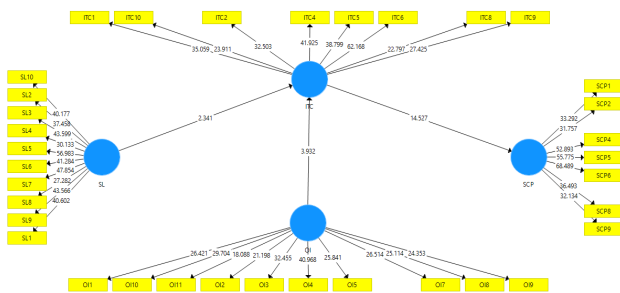 ITC1
ITC10
ITC2
ITC4
ITC5
ITC6
ITC8
ITC9
35.059
23.911
32.503
41.925
38.799
62.168
22.797
27.425
ITC
SL10
SL2
SL3
SL4
SL5
SL6
SL7
SL8
SL9
SL1
40.177
37.458
43.599
30.133
56.983
41.284
47.854
27.282
43.566
40.602
SL
2.341
3.932
14.527
SCP
33.292
31.757
52.893
55.775
68.489
36.493
32.134
SCP1
SCP2
SCP4
SCP5
SCP6
SCP8
SCP9
OI
26.421
29.704
18.088
21.198
32.455
40.968
25.841
26.514
25.114
24.353
OI1
OI10
OI11
OI2
OI3
OI4
OI5
OI7
OI8
OI9